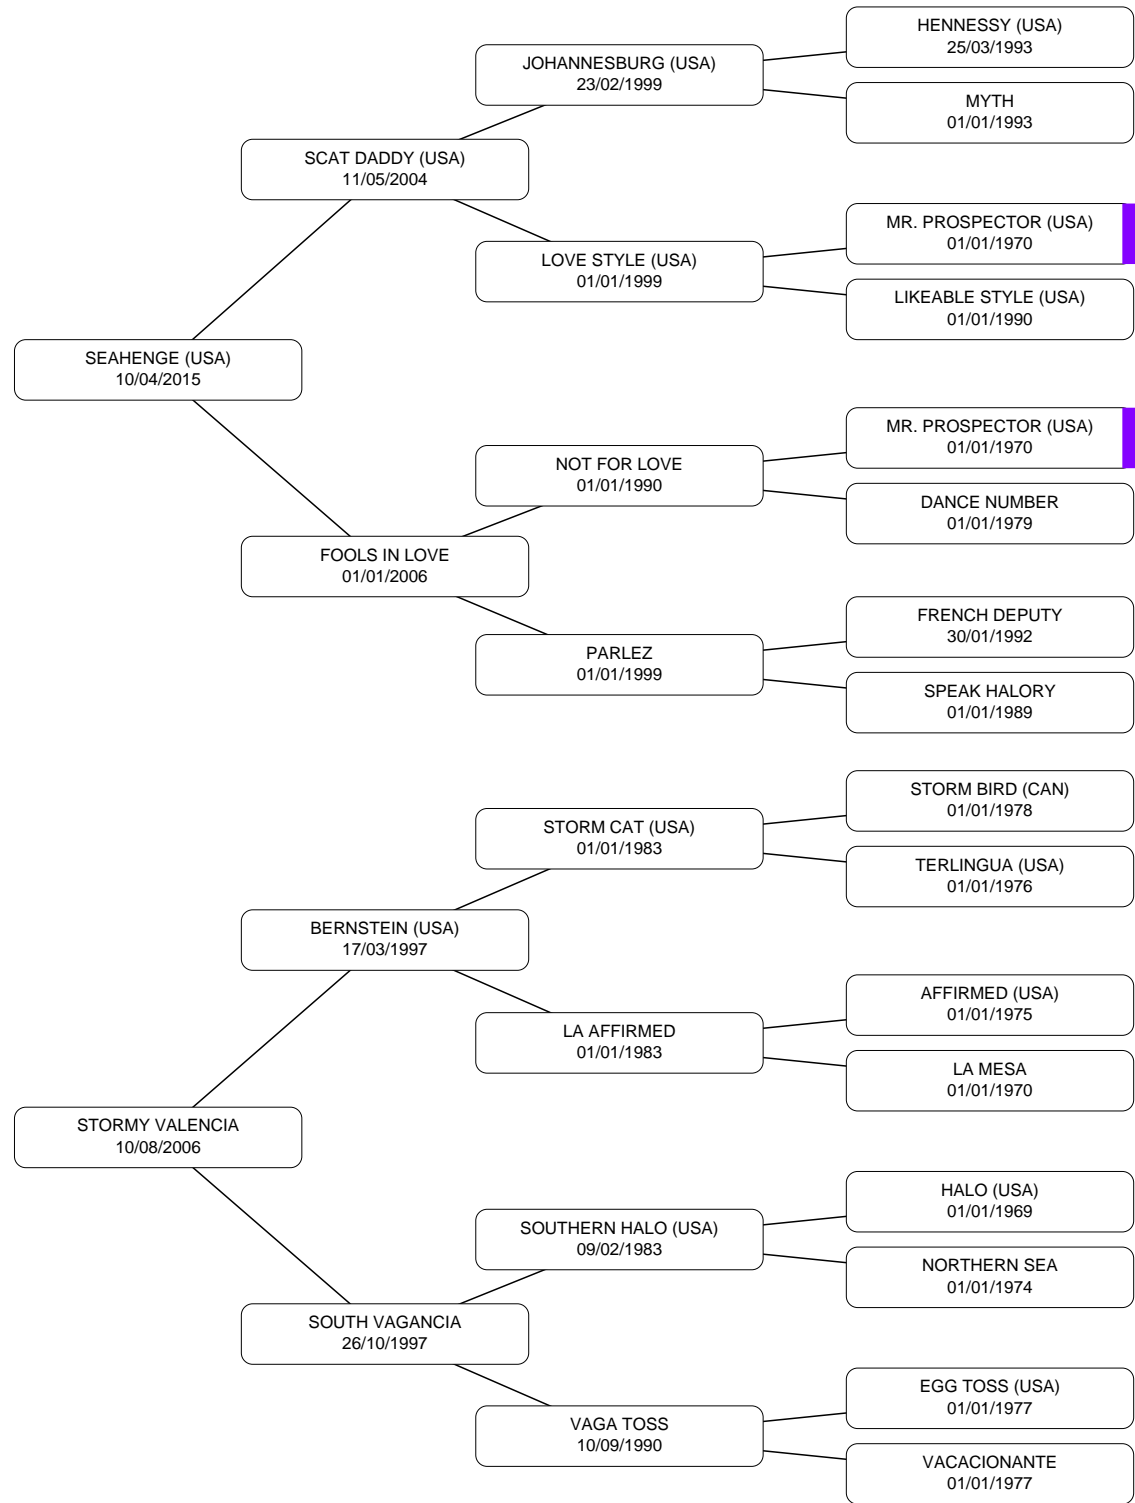 HENNESSY (USA)
25/03/1993
JOHANNESBURG (USA)
23/02/1999
MYTH
01/01/1993
SCAT DADDY (USA)
11/05/2004
MR. PROSPECTOR (USA)
01/01/1970
LOVE STYLE (USA)
01/01/1999
LIKEABLE STYLE (USA)
01/01/1990
SEAHENGE (USA)
10/04/2015
MR. PROSPECTOR (USA)
01/01/1970
NOT FOR LOVE
01/01/1990
DANCE NUMBER
01/01/1979
FOOLS IN LOVE
01/01/2006
FRENCH DEPUTY
30/01/1992
PARLEZ
01/01/1999
SPEAK HALORY
01/01/1989
STORM BIRD (CAN)
01/01/1978
STORM CAT (USA)
01/01/1983
TERLINGUA (USA)
01/01/1976
BERNSTEIN (USA)
17/03/1997
AFFIRMED (USA)
01/01/1975
LA AFFIRMED
01/01/1983
LA MESA
01/01/1970
STORMY VALENCIA
10/08/2006
HALO (USA)
01/01/1969
SOUTHERN HALO (USA)
09/02/1983
NORTHERN SEA
01/01/1974
SOUTH VAGANCIA
26/10/1997
EGG TOSS (USA)
01/01/1977
VAGA TOSS
10/09/1990
VACACIONANTE
01/01/1977